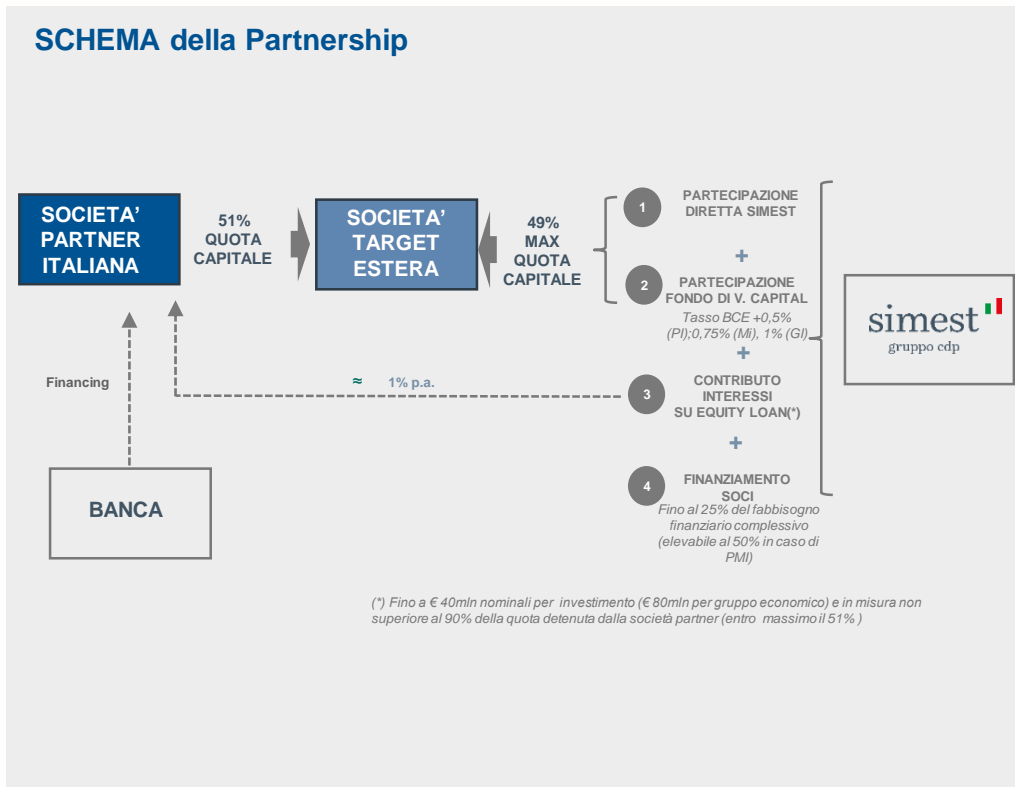 SCHEMA della Partnership
SOCIETA'
PARTNER
ITALIANA
51%
QUOTA
CAPITALE
SOCIETA'
TARGET
ESTERA
49%
MAX
QUOTA
CAPITALE
1
PARTECIPAZIONE
DIRETTA SIMEST
+
2
PARTECIPAZIONE
FONDO DI V. CAPITAL
Tasso BCE +0,5%
(PI);0,75% (Mi), 1% (GI)
+
simest
gruppo cdp
Financing
≈ 1% p.a.
3
CONTRIBUTO
INTERESSI
SU EQUITY LOAN(*)
+
4
FINANZIAMENTO
SOCI
Fino al 25% del fabbisogno
finanziario complessivo
(elevabile al 50% in caso di
PMI)
BANCA
(*) Fino a € 40mln nominali per investimento (€ 80mln per gruppo economico) e in misura non
superiore al 90% della quota detenuta dalla società partner (entro massimo il 51% )